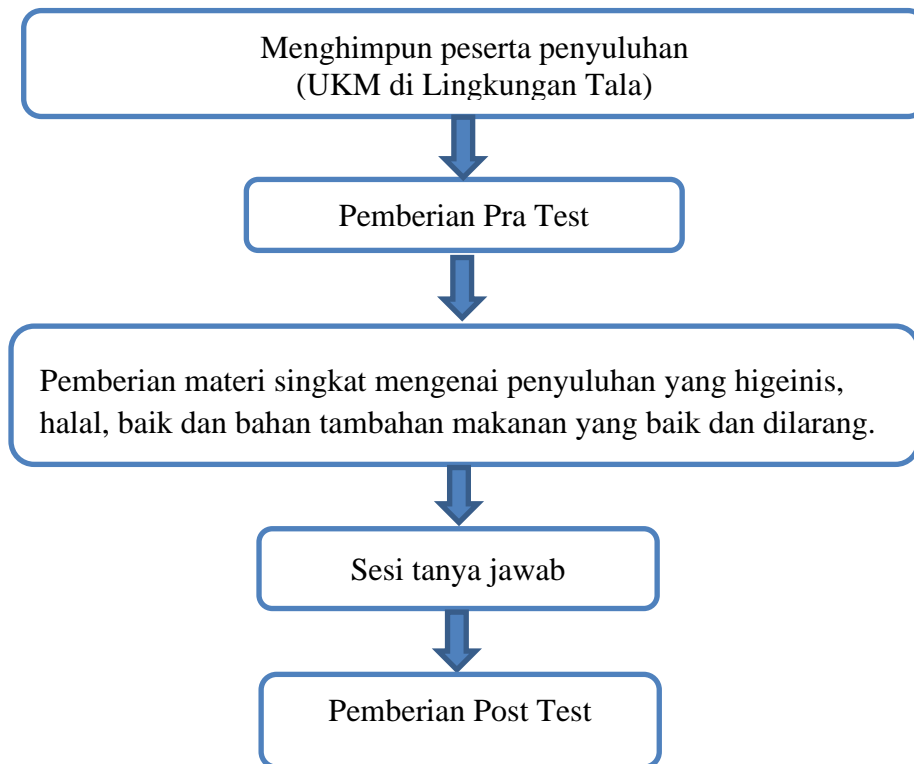 Menghimpun peserta penyuluhan
(UKM di Lingkungan Tala)
Pemberian Pra Test
Pemberian materi singkat mengenai penyuluhan yang higeinis,
halal, baik dan bahan tambahan makanan yang baik dan dilarang.
Sesi tanya jawab
Pemberian Post Test